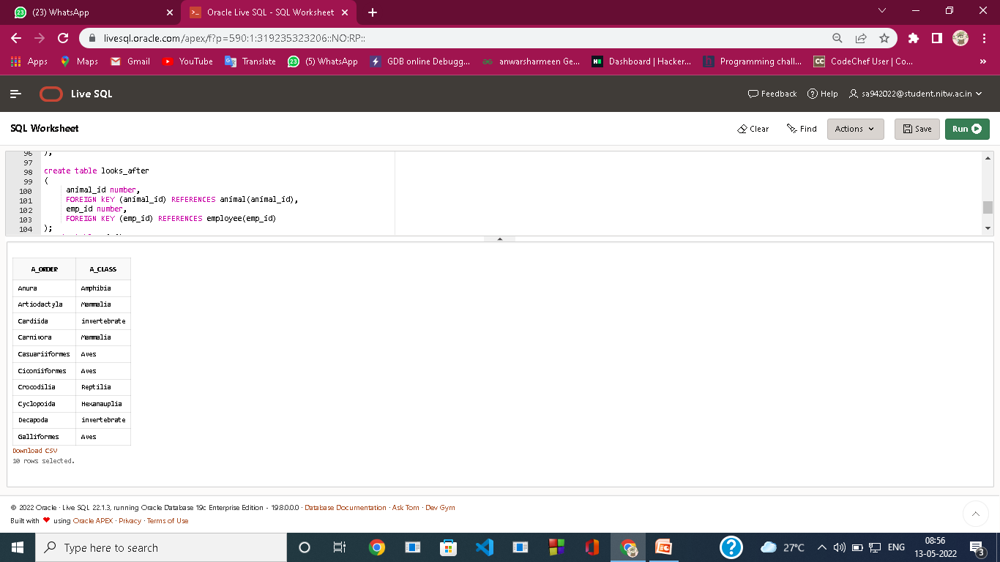 23 (23) WhatsApp
Oracle Live SQL - SQL Worksheet
livesql.oracle.com/apex/f?p=590:1:319235323206::NO:RP::
Apps Maps Gmail YouTube Translate 23 (5) WhatsApp GDB online Debugg... anwarsharmeen Ge... Dashboard | Hacker... Programming chall... CC CodeChef User | Co... »
Live SQL Feedback Help sa942022@student.nitw.ac.in
SQL Worksheet Clear Find Actions Save Run
96 );
97
98 create table looks_after
99 (
100 animal_id number,
101 FOREIGN KEY (animal_id) REFERENCES animal(animal_id),
102 emp_id number,
103 FOREIGN KEY (emp_id) REFERENCES employee(emp_id)
104 );
A_ORDER A_CLASS
Anura Amphibia
Artiodactyla Mammalia
Cardiida invertebrate
Carnivora Mammalia
Casuariiformes Aves
Ciconiiformes Aves
Crocodilia Reptilia
Cyclopoida Hexanauplia
Decapoda invertebrate
Galliformes Aves
Download CSV
10 rows selected.
© 2022 Oracle · Live SQL 22.1.3, running Oracle Database 19c Enterprise Edition - 19.8.0.0.0 · Database Documentation · Ask Tom · Dev Gym
Built with ❤ using Oracle APEX · Privacy · Terms of Use
Type here to search 27°C ENG 08:56
13-05-2022 3